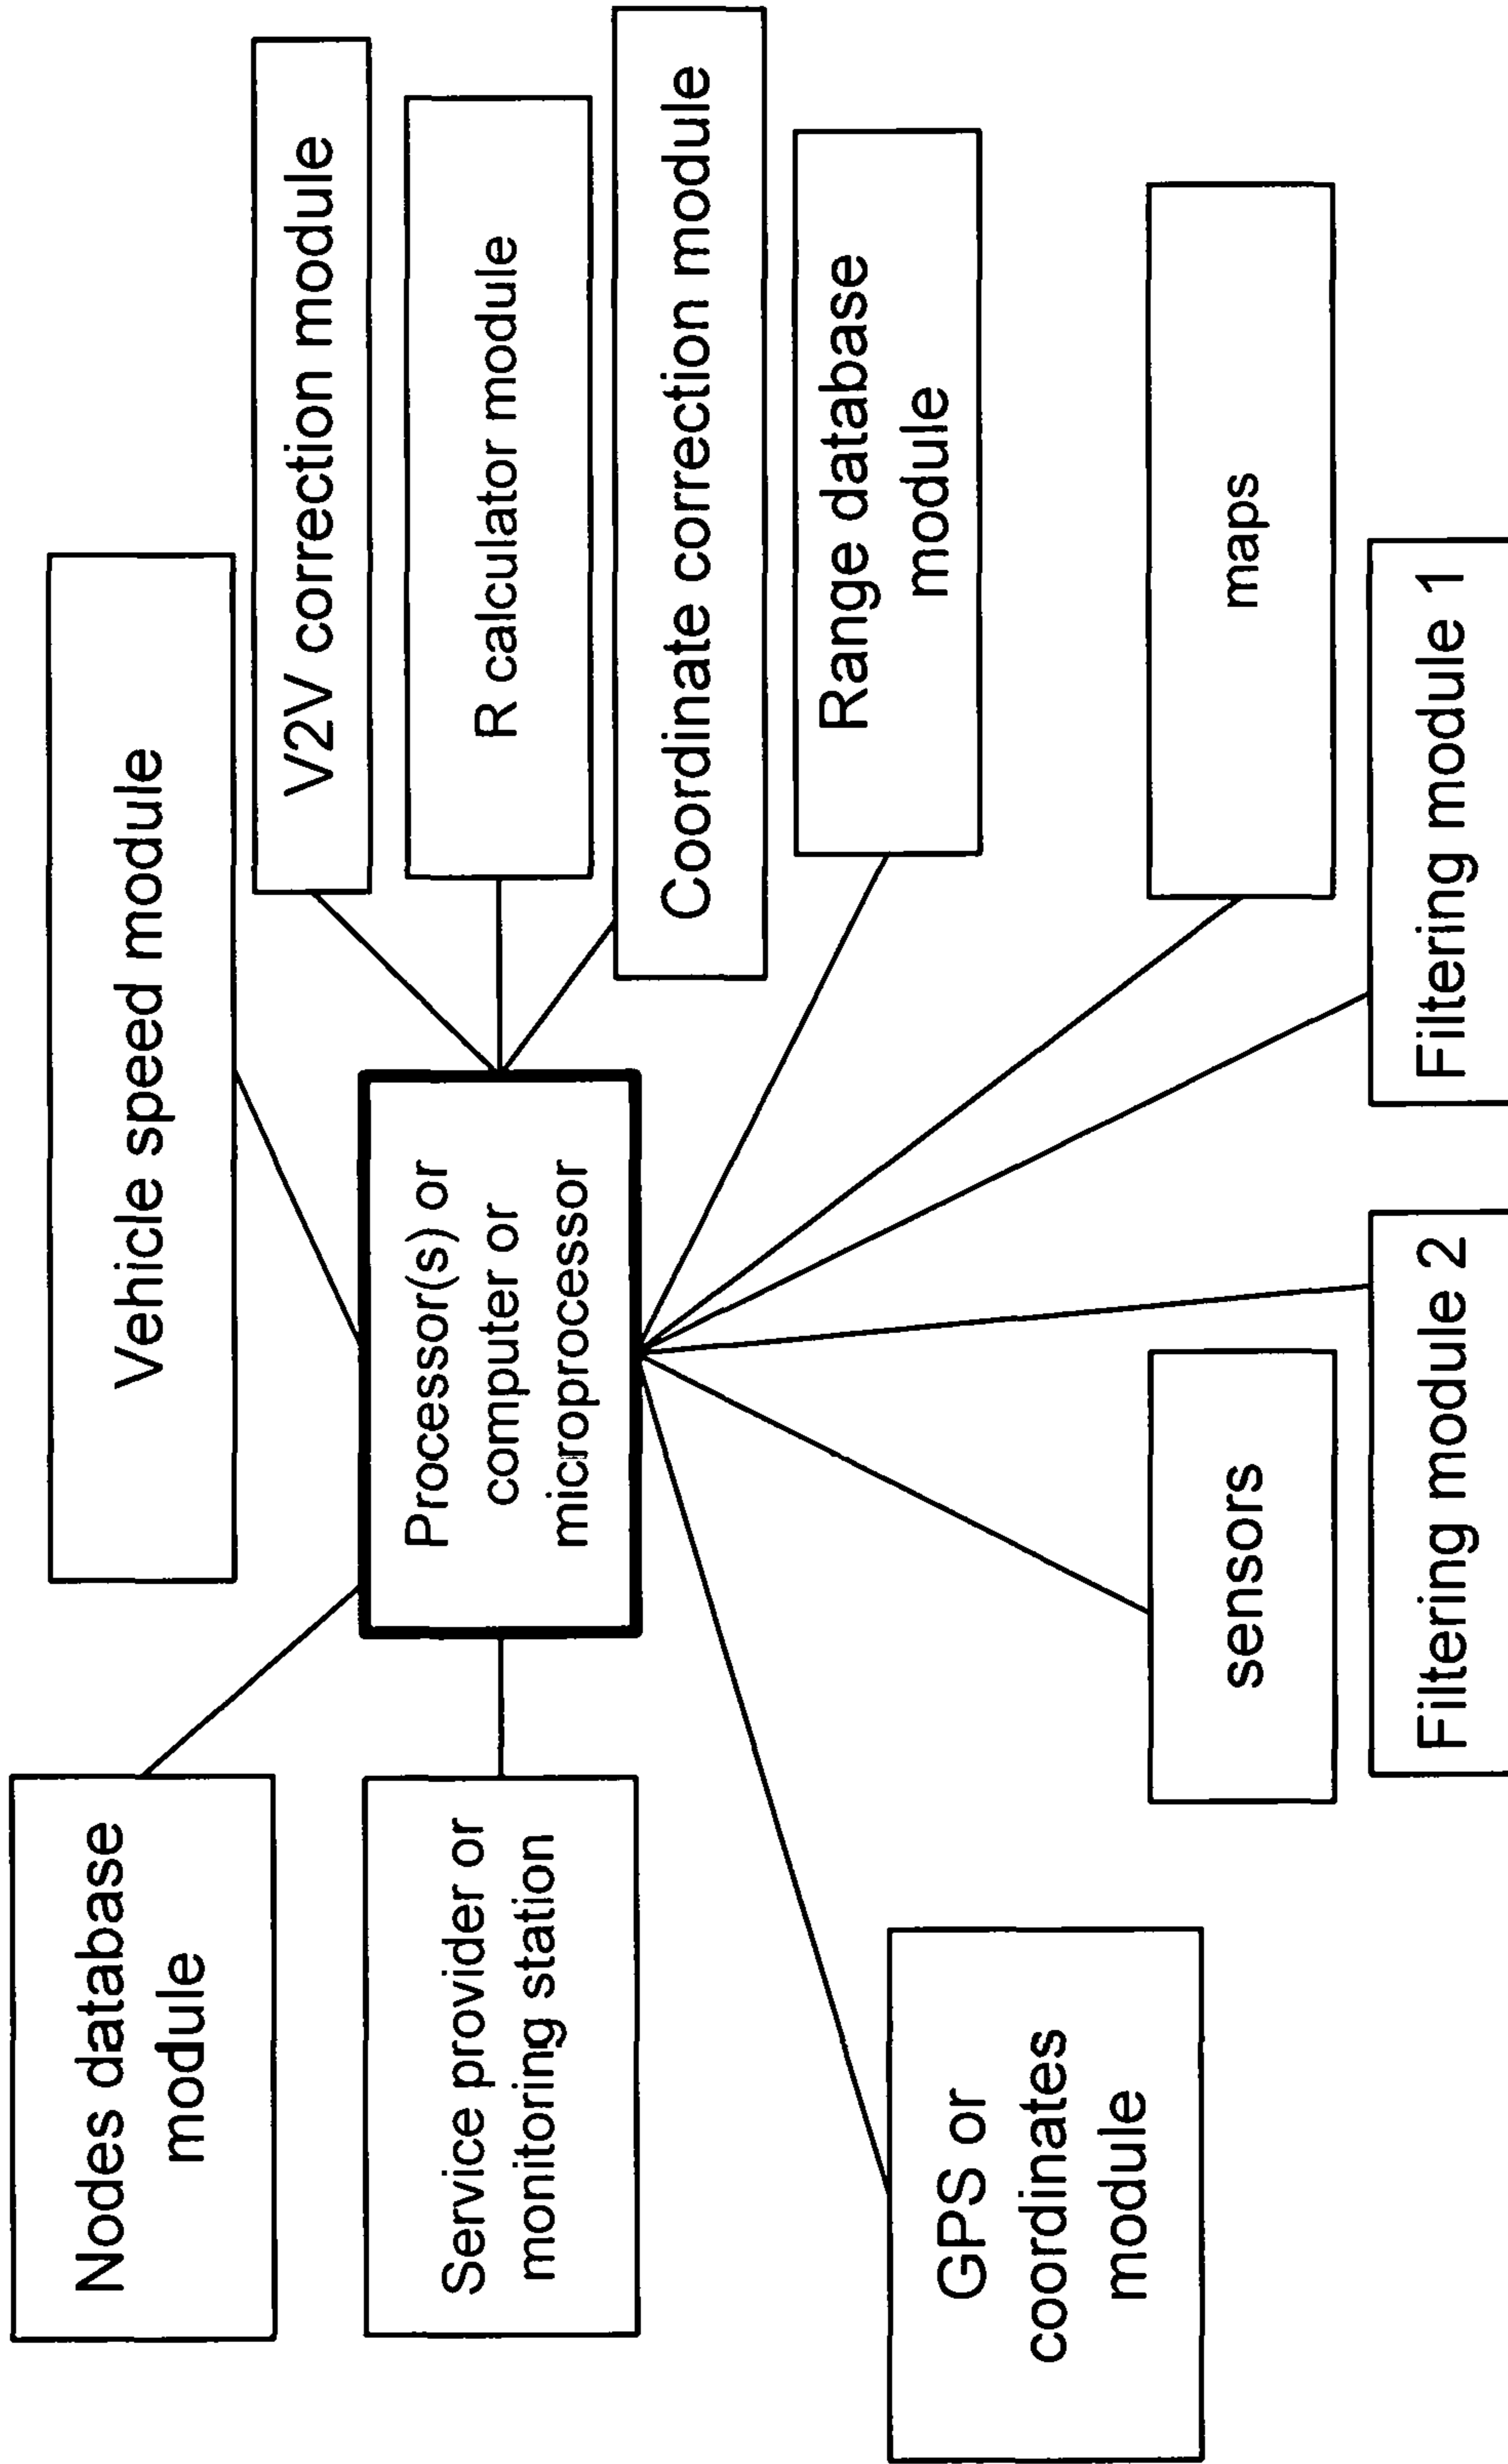 Nodes database
module
Vehicle speed module
V2V correction module
Service provider or
monitoring station
Processor(s) or
computer or
microprocessor
R calculator module
Coordinate correction module
Range database
module
GPS or
coordinates
module
sensors
maps
Filtering module 2
Filtering module 1